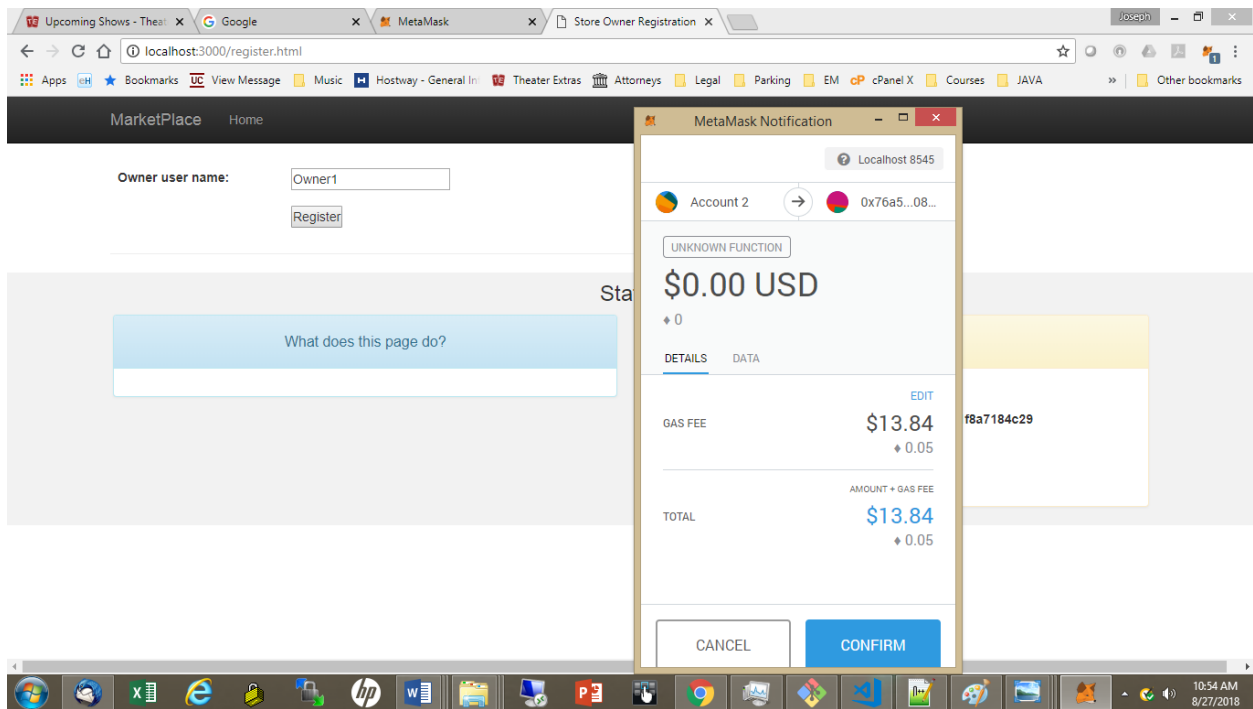 Upcoming Shows - Theat
Google
MetaMask
Store Owner Registration
Joseph
localhost:3000/register.html
Apps
eH
Bookmarks
UC View Message
Music
H Hostway - General In
Theater Extras
Attorneys
Legal
Parking
EM
cP cPanel X
Courses
JAVA
»
Other bookmarks
MarketPlace Home
Owner user name:
Owner1
Register
Sta
What does this page do?
f8a7184c29
MetaMask Notification
Localhost 8545
Account 2
0x76a5...08...
UNKNOWN FUNCTION
$0.00 USD
♦ 0
DETAILS DATA
EDIT
GAS FEE $13.84
♦ 0.05
AMOUNT + GAS FEE
TOTAL $13.84
♦ 0.05
CANCEL CONFIRM
10:54 AM
8/27/2018